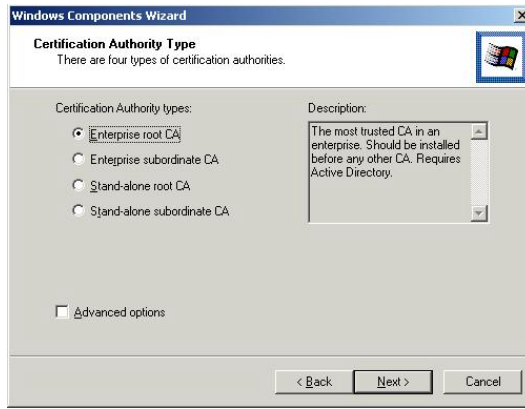 Windows Components Wizard
Certification Authority Type
There are four types of certification authorities.
Certification Authority types:
Enterprise root CA
Enterprise subordinate CA
Stand-alone root CA
Stand-alone subordinate CA
Description:
The most trusted CA in an
enterprise. Should be installed
before any other CA. Requires
Active Directory.
Advanced options
< Back
Next >
Cancel